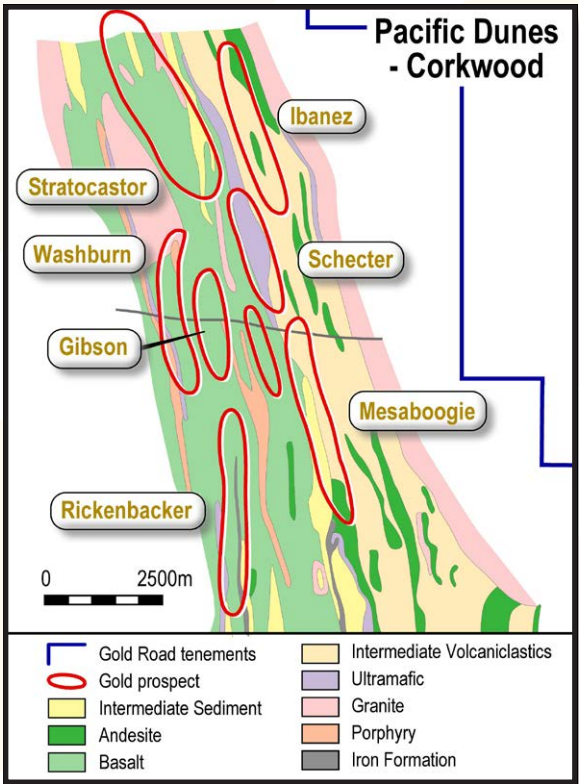 Pacific Dunes
- Corkwood
Ibanez
Stratocastor
Washburn
Schecter
Gibson
Mesaboogie
Rickenbacker
0 2500m
Gold Road tenements
Gold prospect
Intermediate Sediment
Andesite
Basalt
Intermediate Volcaniclastics
Ultramafic
Granite
Porphyry
Iron Formation